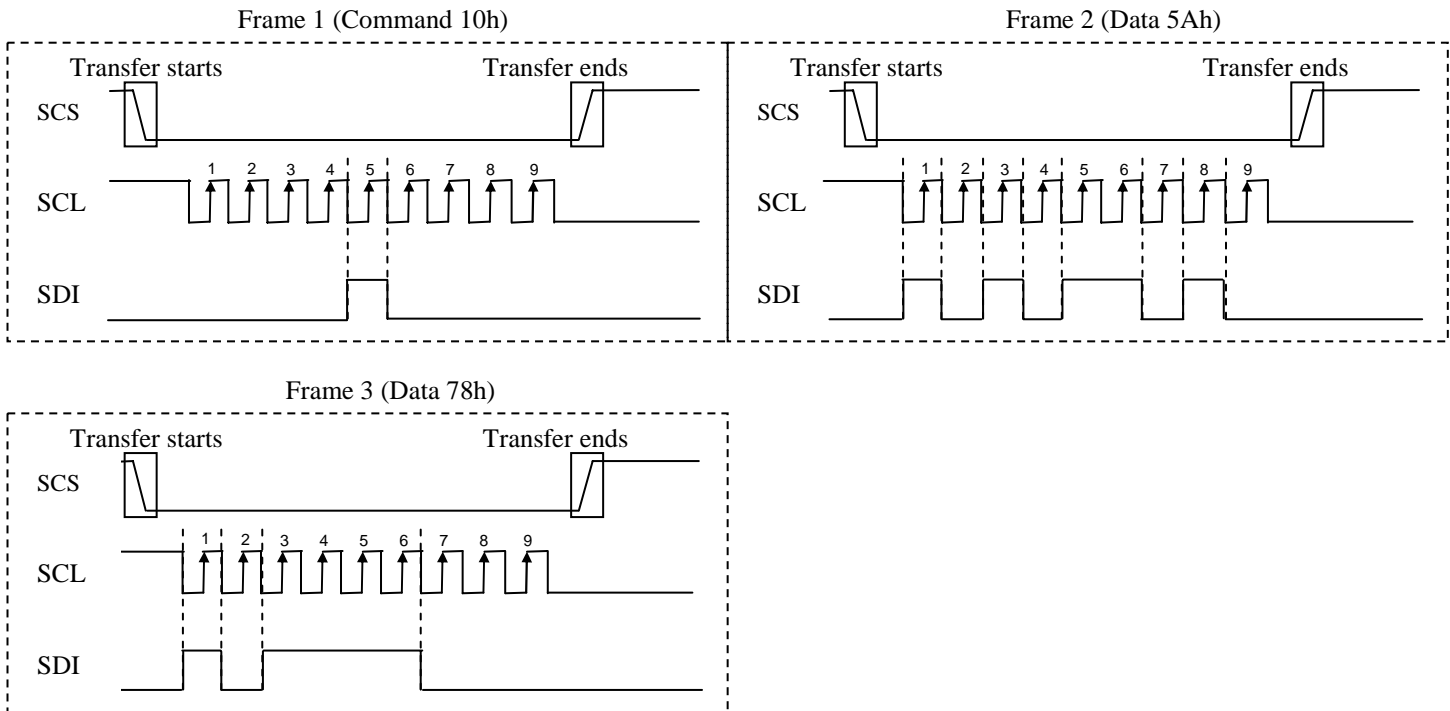 Frame 1 (Command 10h)
Transfer starts Transfer ends
SCS
1 2 3 4 5 6 7 8 9
SCL
SDI
Frame 2 (Data 5Ah)
Transfer starts Transfer ends
SCS
1 2 3 4 5 6 7 8 9
SCL
SDI
Frame 3 (Data 78h)
Transfer starts Transfer ends
SCS
1 2 3 4 5 6 7 8 9
SCL
SDI